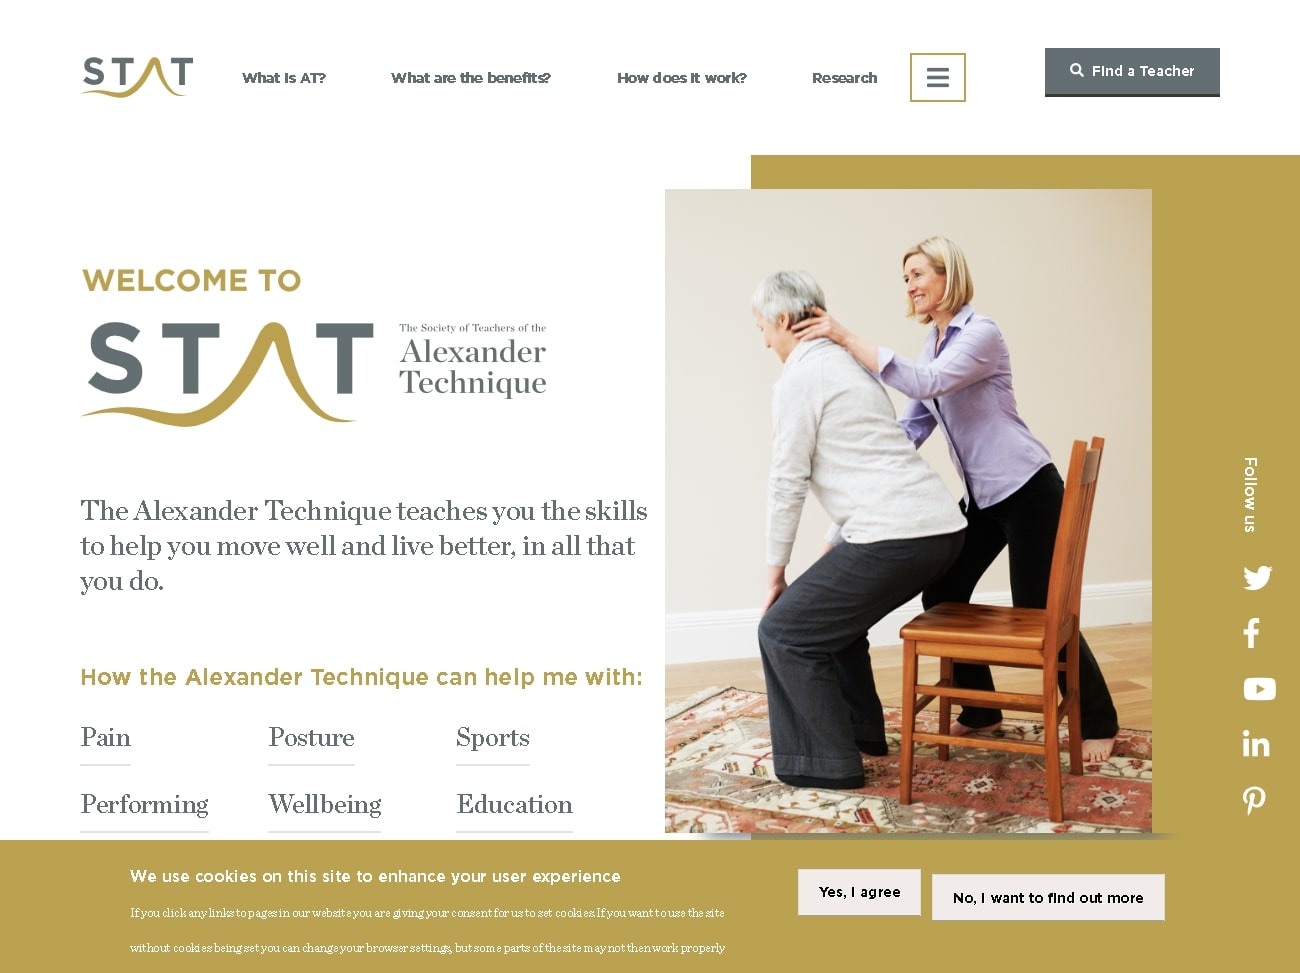 STAT
What is AT?
What are the benefits?
How does it work?
Research
Find a Teacher
WELCOME TO
STAT
The Society of Teachers of the
Alexander
Technique
The Alexander Technique teaches you the skills
to help you move well and live better, in all that
you do.
How the Alexander Technique can help me with:
Pain
Posture
Sports
Performing
Wellbeing
Education
Follow us
We use cookies on this site to enhance your user experience
If you click any links to pages in our website you are giving your consent for us to set cookies.If you want to use the site
without cookies being set you can change your browser settings, but some parts of the site may not then work properly
Yes, I agree
No, I want to find out more